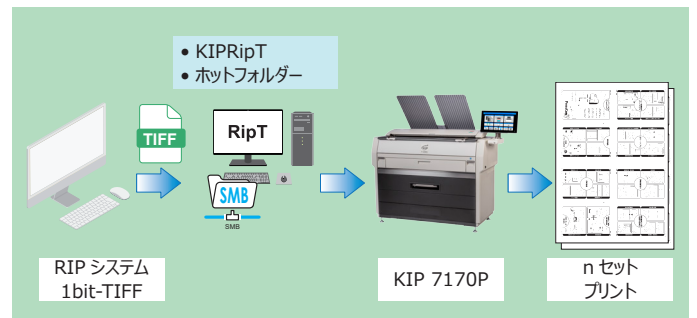 • KIPRipT
• ホットフォルダー
TIFF
RipT
SMB
SMB
RIP システム
1bit-TIFF
KIP 7170P
n セット
プリント